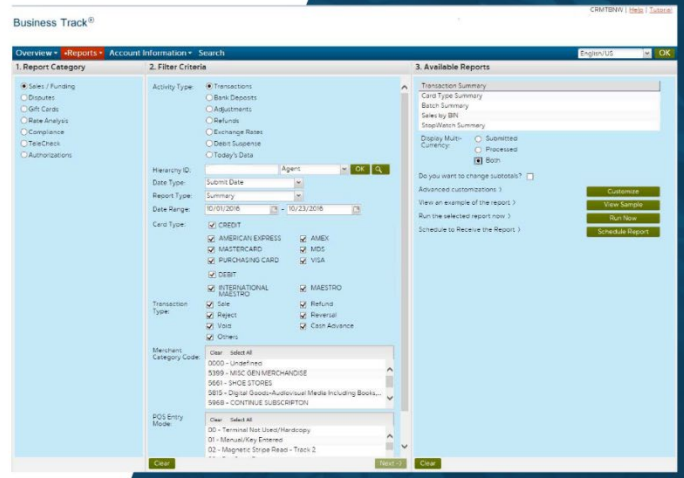 CRMTBNW | Help | Tutorial
Business Track®
Overview Reports Account Information Search English/US OK
1. Report Category
Sales / Funding
Disputes
Gift Cards
Rate Analysis
Compliance
TeleCheck
Authorizations
2. Filter Criteria
Activity Type: Transactions
Bank Deposits
Adjustments
Refunds
Exchange Rates
Debit Suspense
Today's Data
Hierarchy ID: Agent OK
Date Type: Submit Date
Report Type: Summary
Date Range: 10/01/2016 - 10/23/2016
Card Type: CREDIT
AMERICAN EXPRESS AMEX
MASTERCARD MDS
PURCHASING CARD VISA
DEBIT
INTERNATIONAL MAESTRO
MAESTRO
Transaction Sale Refund
Type: Reject Reversal
Void Cash Advance
Others
Merchant Clear Select All
Category Code:
0000 - Undefined
5399 - MISC GEN MERCHANDISE
5661 - SHOE STORES
5815 - Digital Goods-Audiovisual Media Including Books,...
5968 - CONTINUE SUBSCRIPTON
POS Entry Clear Select All
Mode:
00 - Terminal Not Used/Hardcopy
01 - Manual/Key Entered
02 - Magnetic Stripe Read - Track 2
Clear Next
3. Available Reports
Transaction Summary
Card Type Summary
Batch Summary
Sales by BIN
StopWatch Summary
Display Multi- Submitted
Currency: Processed
Both
Do you want to change subtotals?
Advanced customizations > Customize
View an example of the report > View Sample
Run the selected report now > Run Now
Schedule to Receive the Report > Schedule Report
Clear